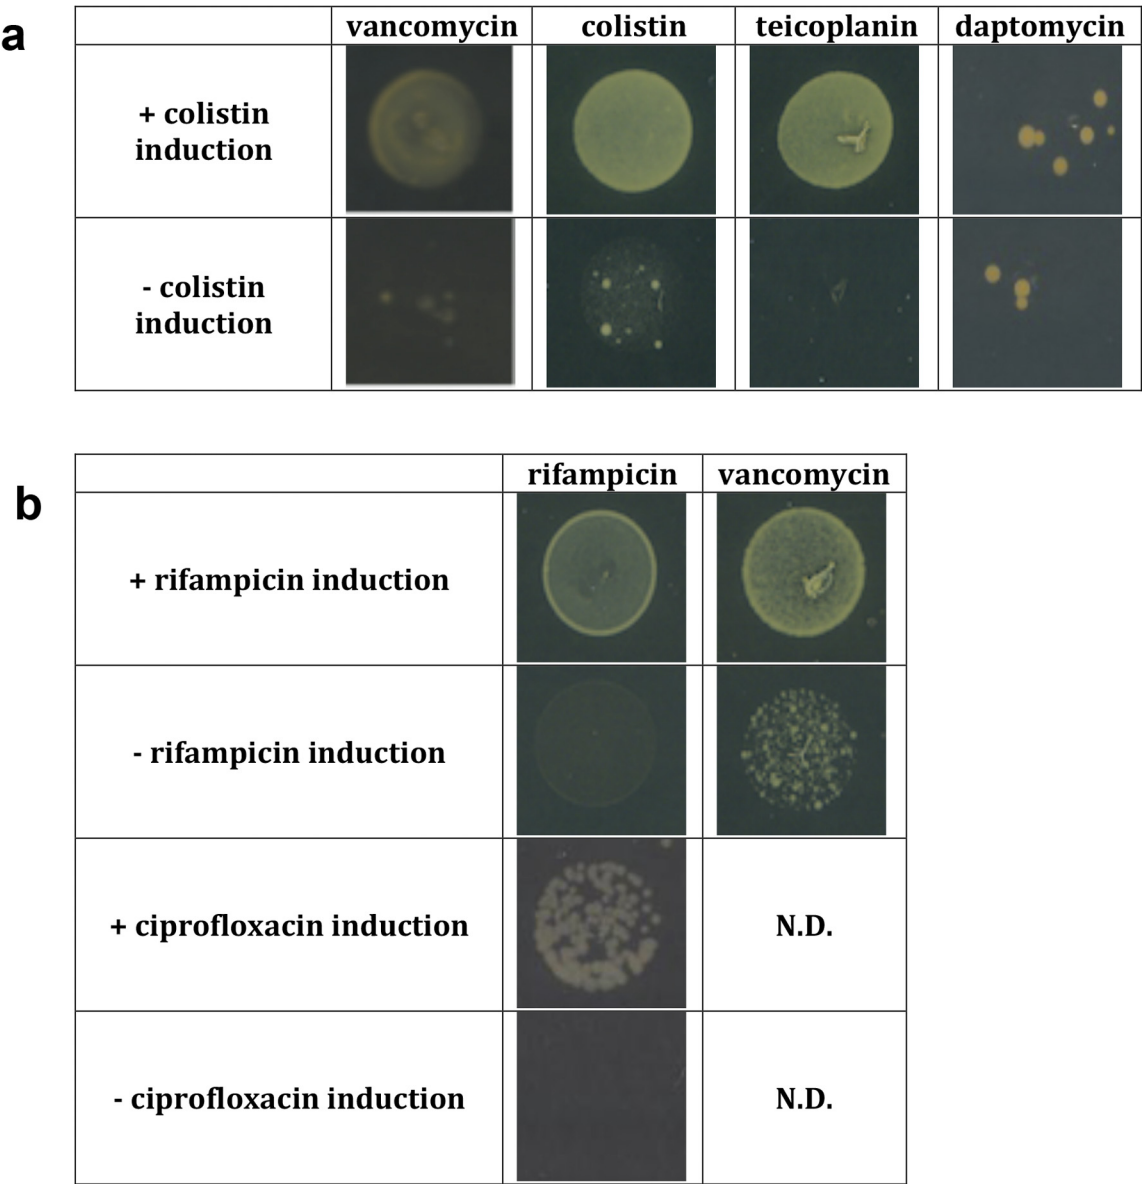 a
vancomycin colistin teicoplanin daptomycin
+ colistin
induction
- colistin
induction
b
rifampicin vancomycin
+ rifampicin induction
- rifampicin induction
+ ciprofloxacin induction N.D.
- ciprofloxacin induction N.D.